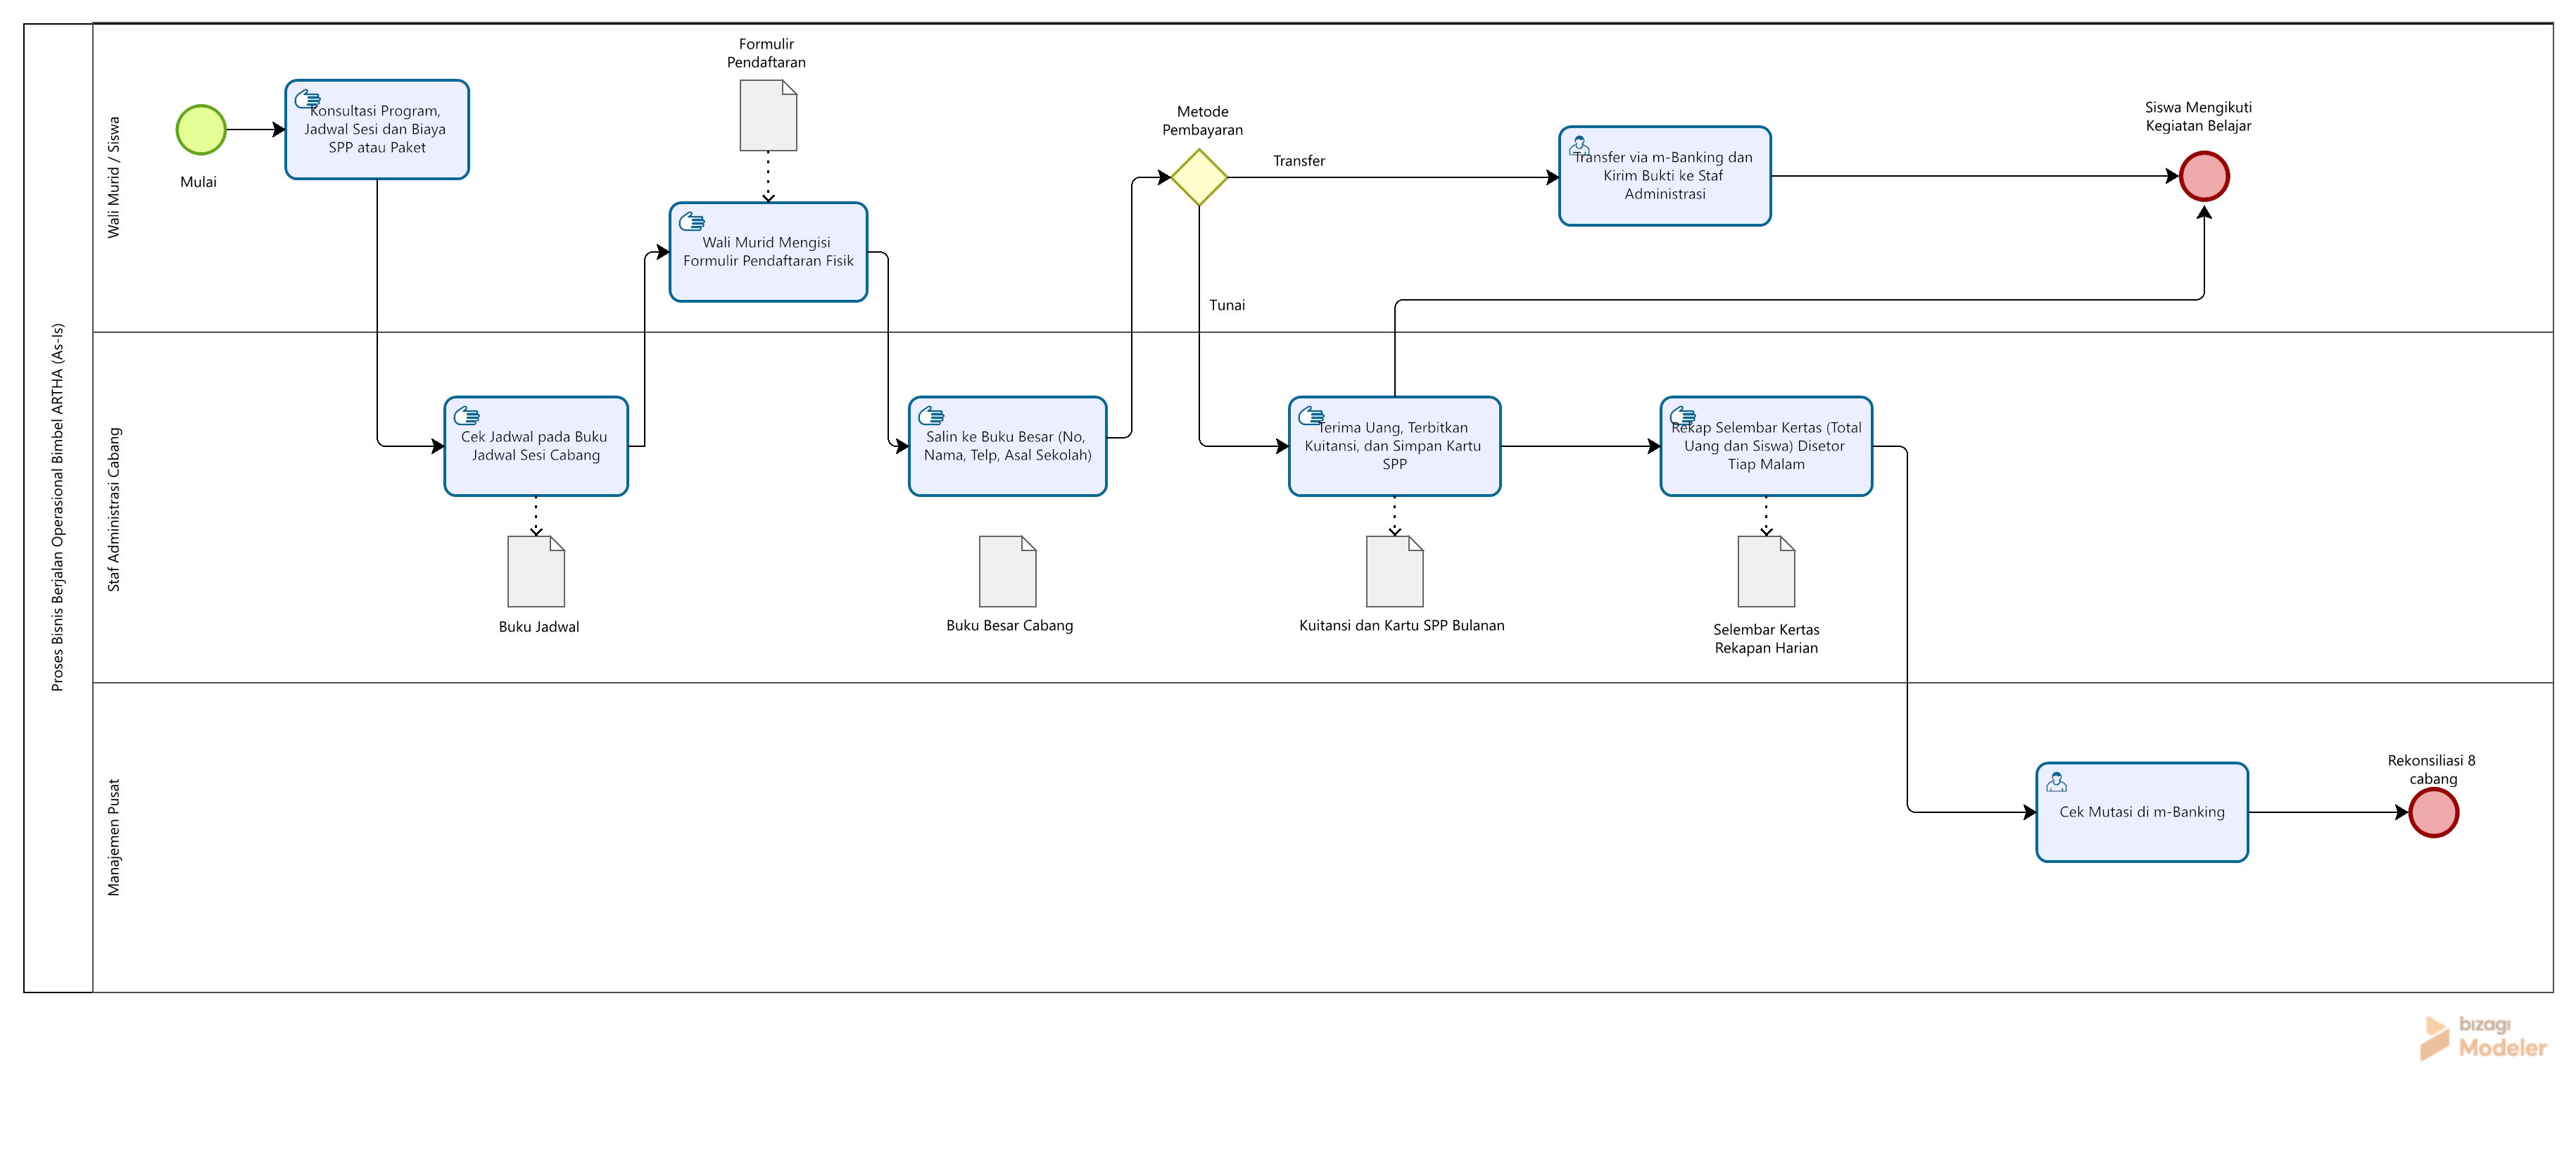 Proses Bisnis Berjalan Operasional Bimbel ARTHA (As-Is)
Wali Murid / Siswa
Mulai
Konsultasi Program,
Jadwal Sesi dan Biaya
SPP atau Paket
Formulir
Pendaftaran
Wali Murid Mengisi
Formulir Pendaftaran Fisik
Metode
Pembayaran
Transfer
Tunai
Transfer via m-Banking dan
Kirim Bukti ke Staf
Administrasi
Siswa Mengikuti
Kegiatan Belajar
Staf Administrasi Cabang
Cek Jadwal pada Buku
Jadwal Sesi Cabang
Buku Jadwal
Salin ke Buku Besar (No,
Nama, Telp, Asal Sekolah)
Buku Besar Cabang
Terima Uang, Terbitkan
Kuitansi, dan Simpan Kartu
SPP
Kuitansi dan Kartu SPP Bulanan
Rekap Selembar Kertas (Total
Uang dan Siswa) Disetor
Tiap Malam
Selembar Kertas
Rekapan Harian
Manajemen Pusat
Cek Mutasi di m-Banking
Rekonsiliasi 8
cabang
bizagi
Modeler